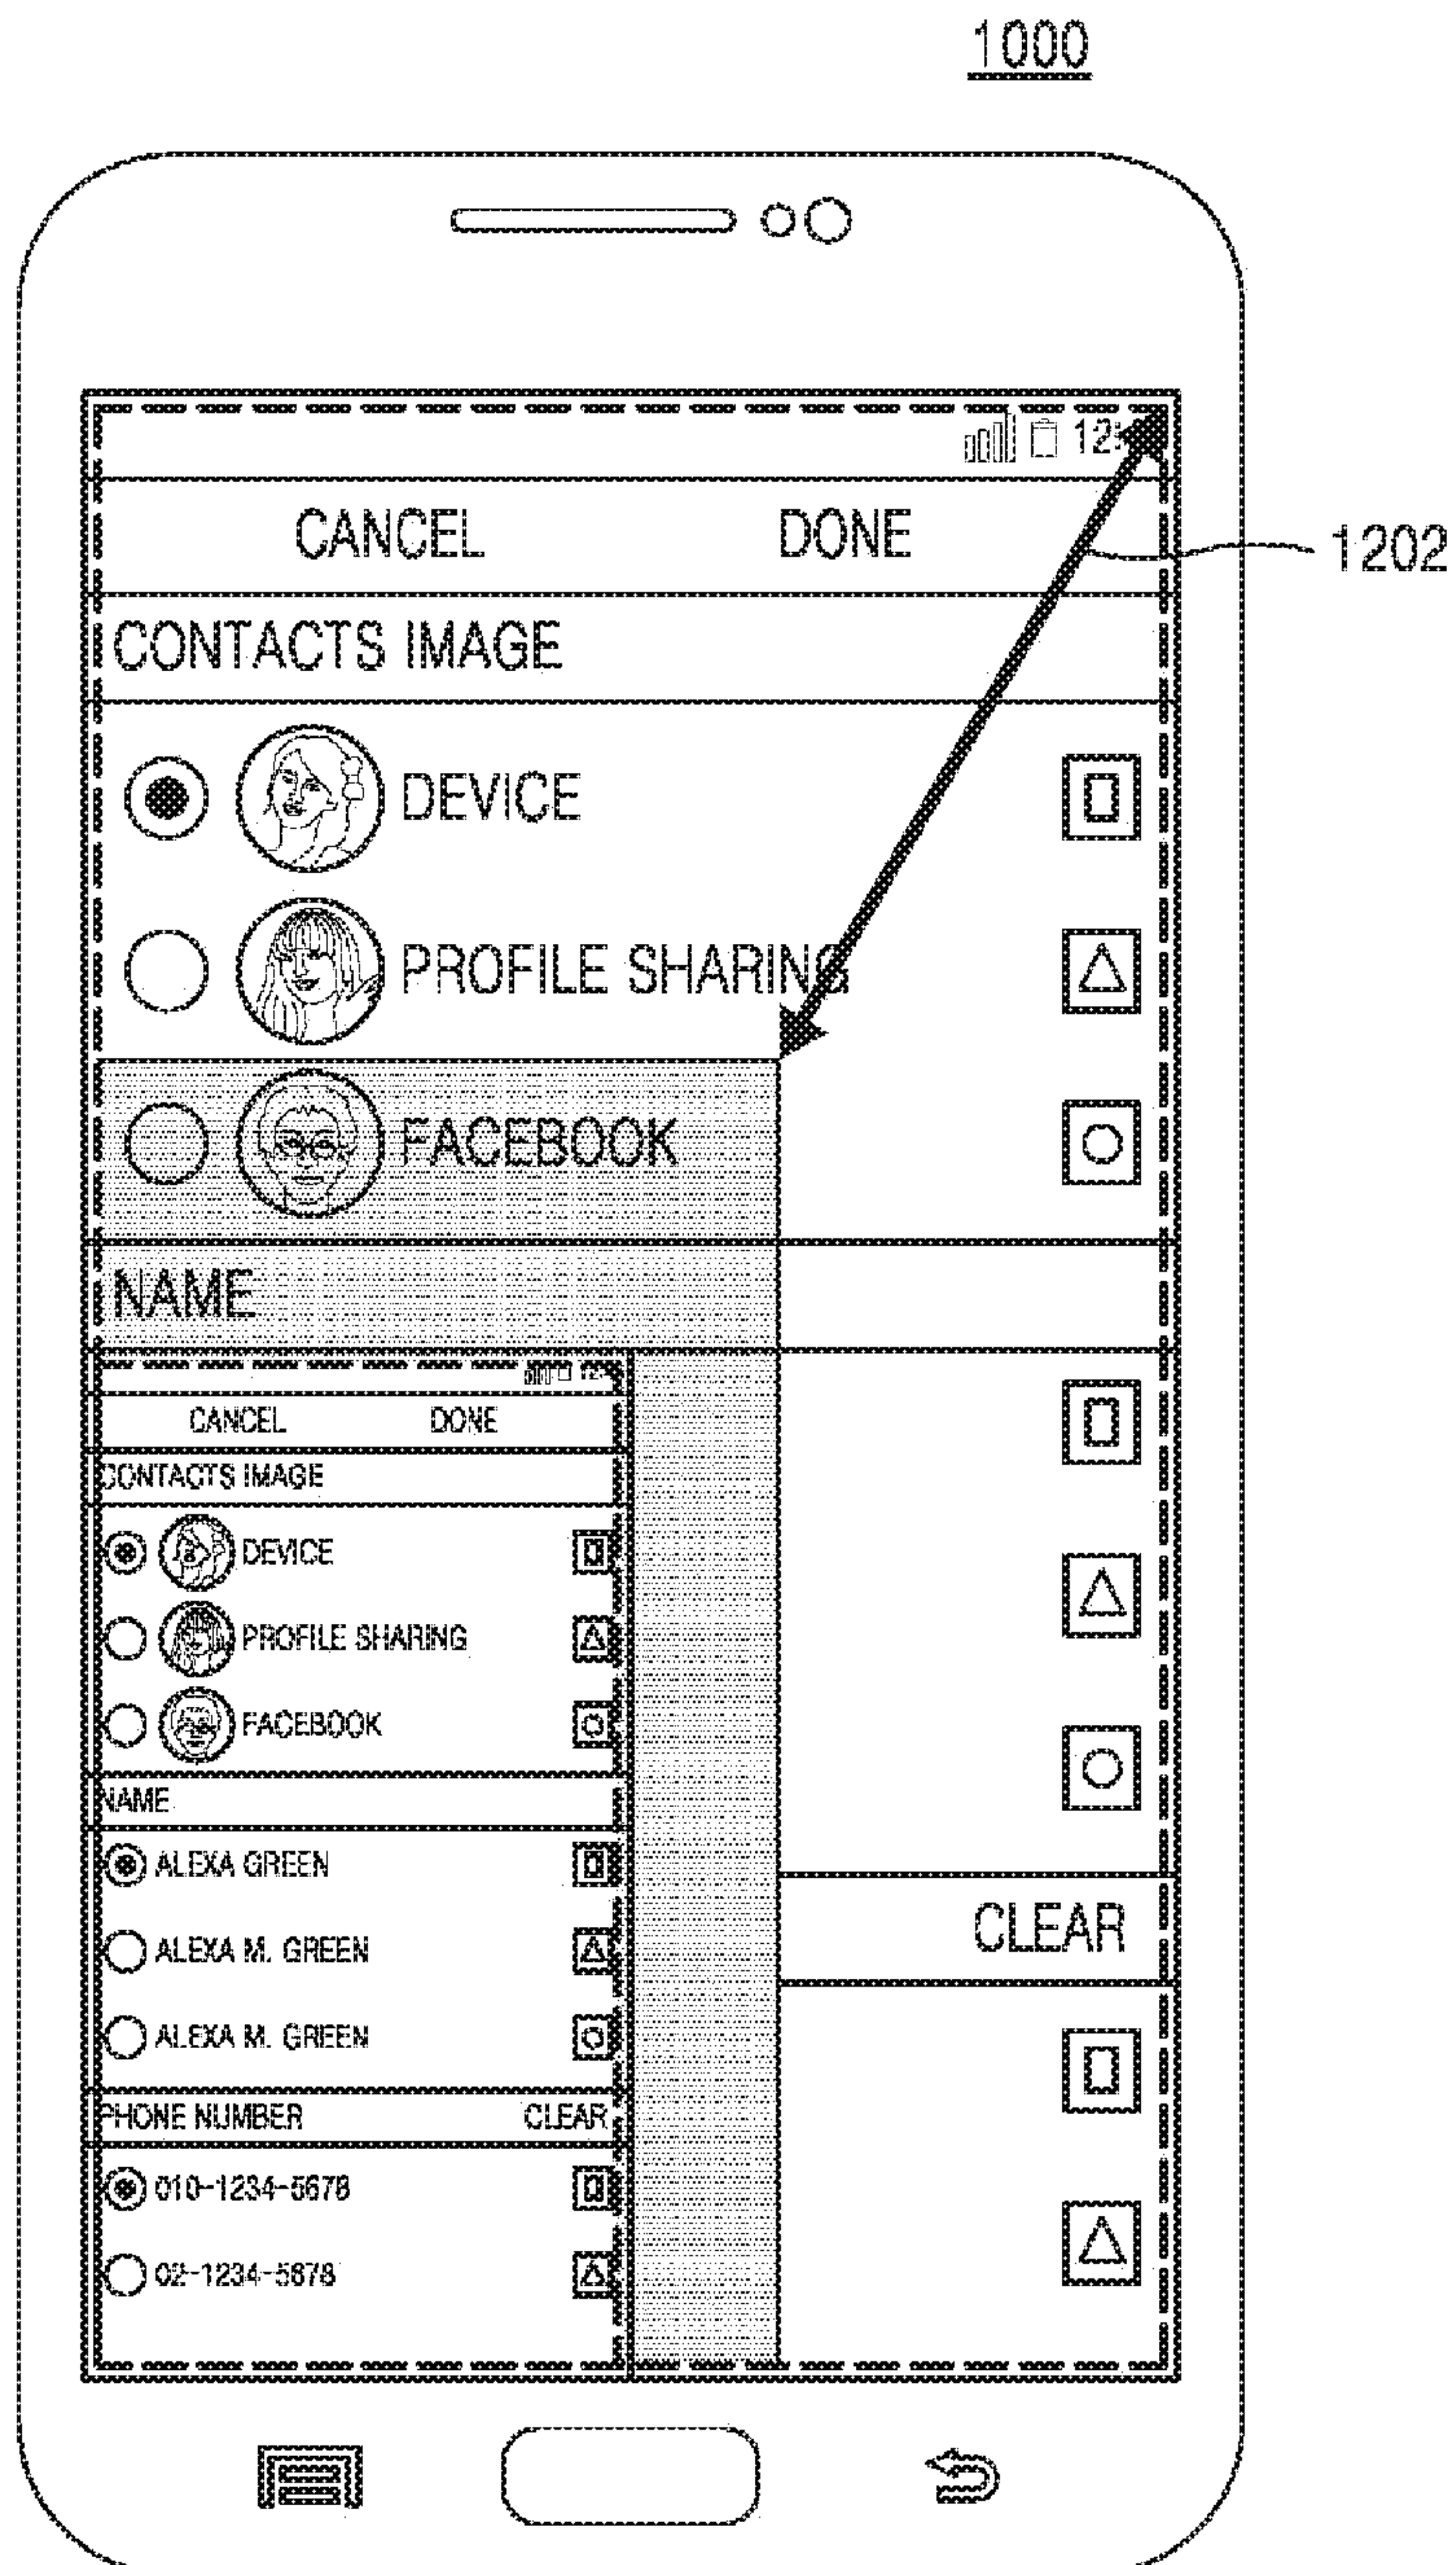 1000
12:
CANCEL DONE
1202
CONTACTS IMAGE
DEVICE
PROFILE SHARING
FACEBOOK
NAME
CANCEL DONE
CONTACTS IMAGE
DEVICE
PROFILE SHARING
FACEBOOK
NAME
ALEXA GREEN
CLEAR
ALEXA M. GREEN
ALEXA M. GREEN
PHONE NUMBER CLEAR
010-1234-5678
02-1234-5678